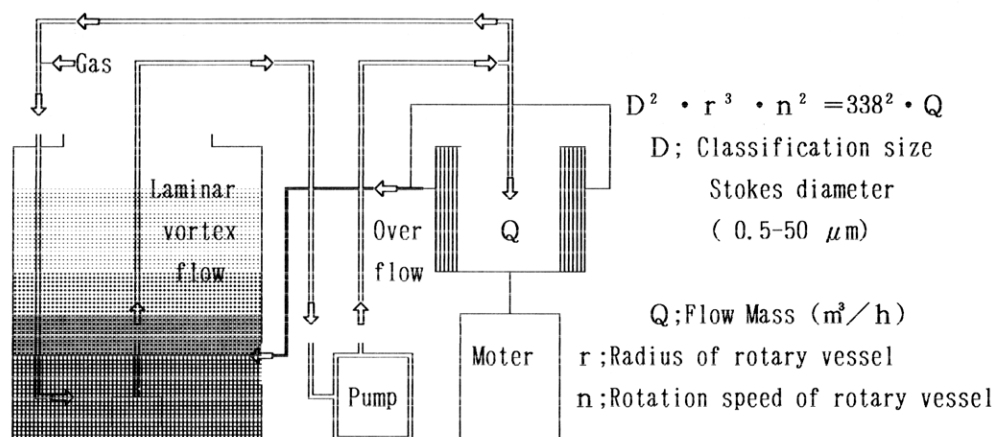 Gas
Laminar
vortex
flow
Over
flow
Q
Pump
Moter
D² · r³ · n² =338² · Q
D; Classification size
Stokes diameter
( 0.5-50 μm)
Q;Flow Mass (㎥/h)
r;Radius of rotary vessel
n;Rotation speed of rotary vessel